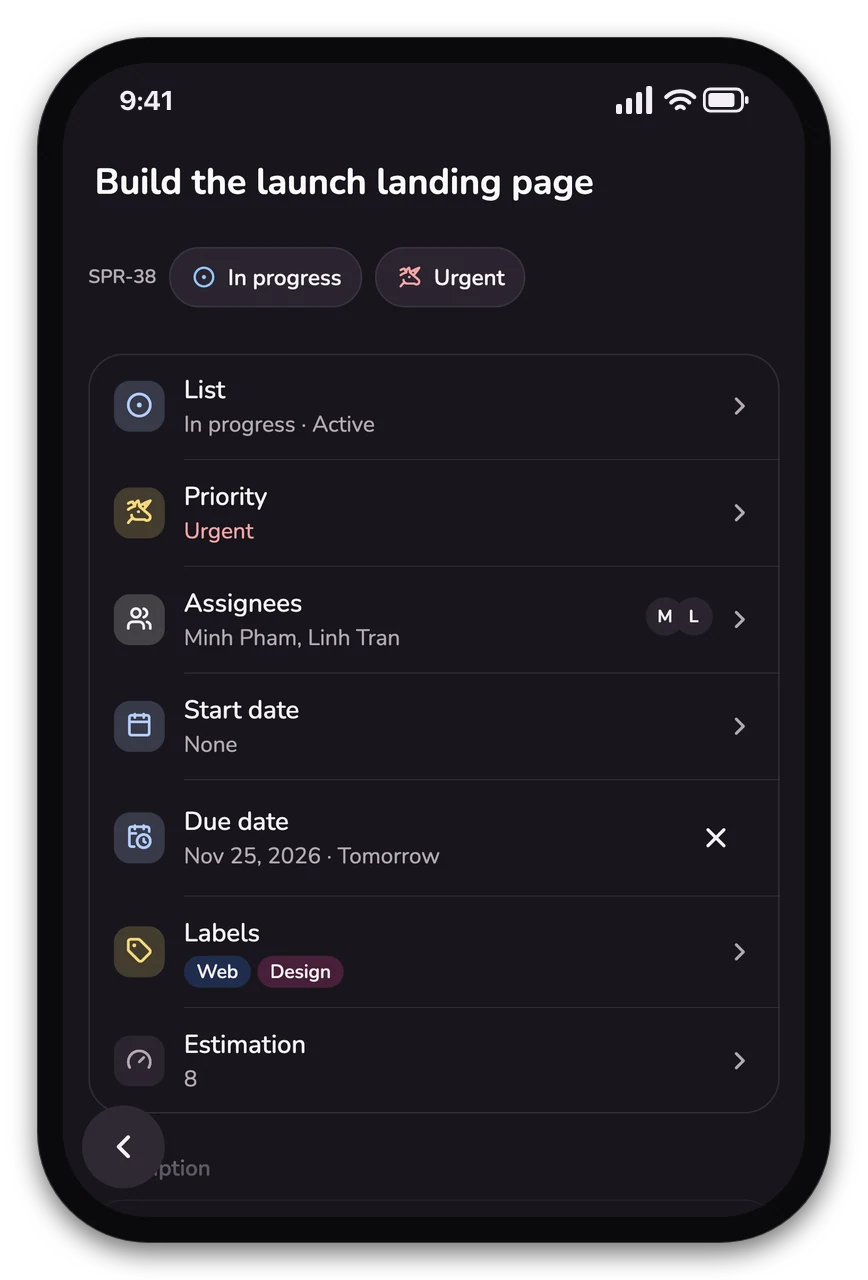 9:41
Build the launch landing page
SPR-38 In progress Urgent
List
In progress · Active
Priority
Urgent
Assignees
Minh Pham, Linh Tran
M L
Start date
None
Due date
Nov 25, 2026 · Tomorrow
Labels
Web Design
Estimation
8